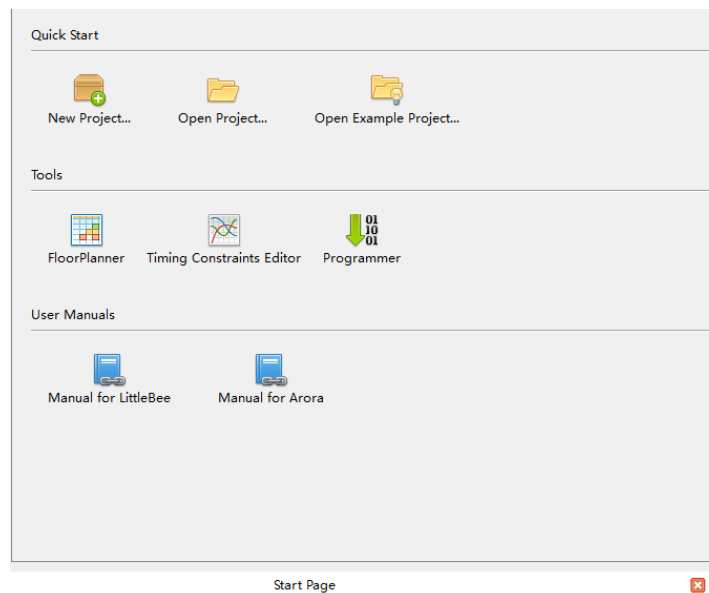 Quick Start
New Project...
Open Project...
Open Example Project...
Tools
01
10
01
FloorPlanner
Timing Constraints Editor
Programmer
User Manuals
Manual for LittleBee
Manual for Arora
Start Page